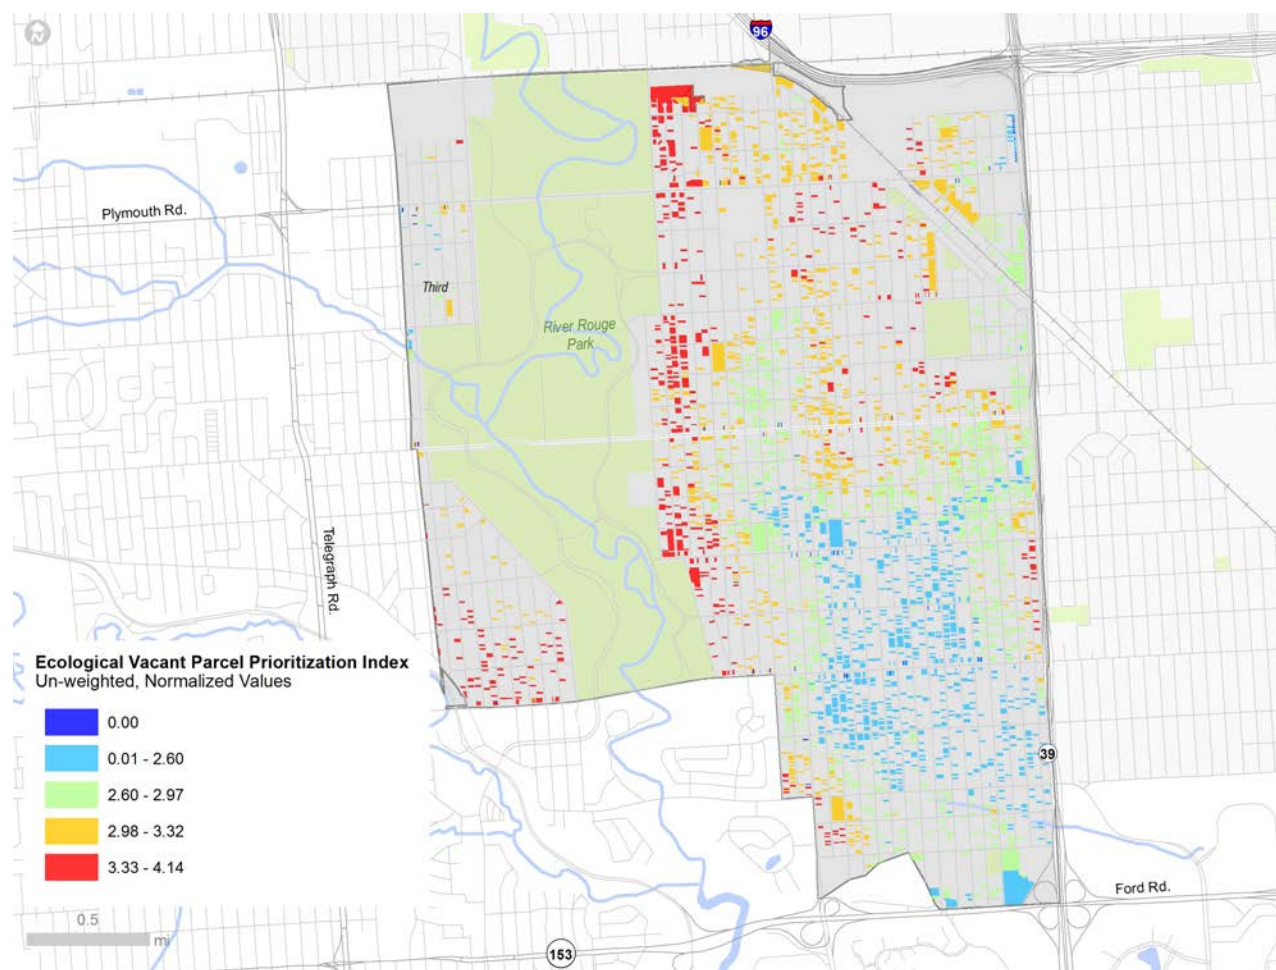 N
96
Plymouth Rd.
Third
River Rouge
Park
Telegraph Rd.
Ecological Vacant Parcel Prioritization Index
Un-weighted, Normalized Values
0.00
0.01 - 2.60
2.60 - 2.97
2.98 - 3.32
3.33 - 4.14
39
Ford Rd.
0.5
mi
153